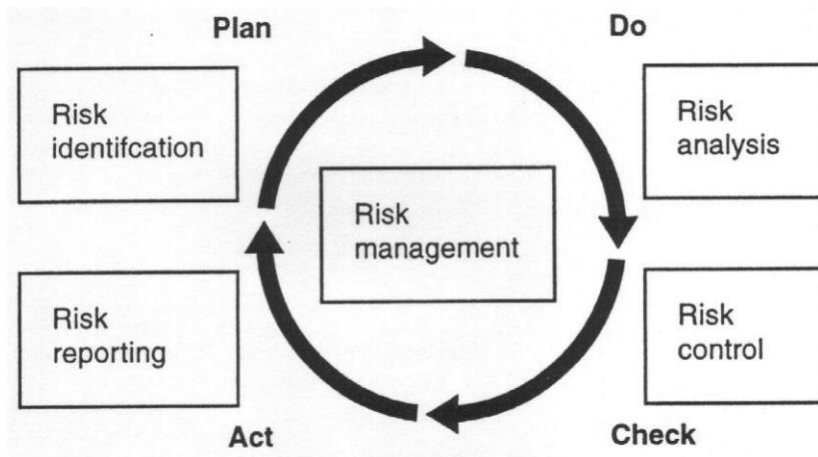 Plan
Do
Risk
identifcation
Risk
analysis
Risk
management
Risk
reporting
Risk
control
Act
Check